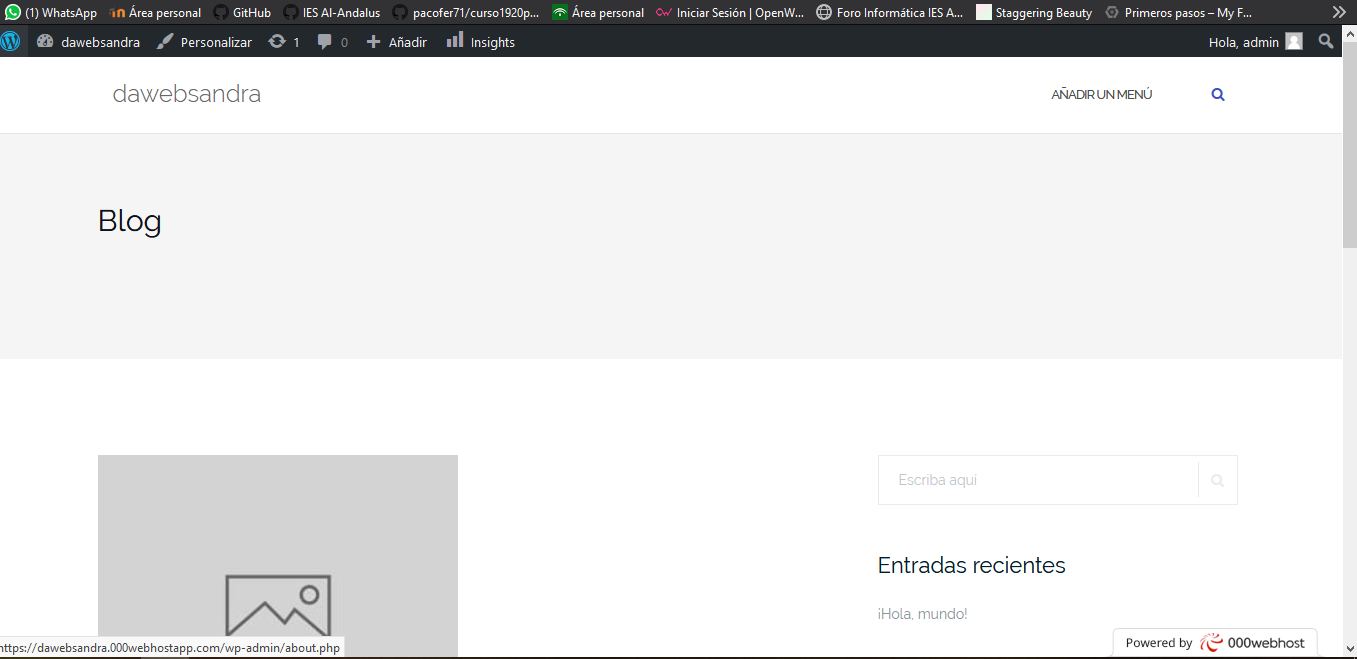 (1) WhatsApp Área personal GitHub IES Al-Andalus pacofer71/curso1920p... Área personal Iniciar Sesión | OpenW... Foro Informática IES A... Staggering Beauty Primeros pasos – My F...
dawebsandra Personalizar 1 0 Añadir Insights Hola, admin
dawebsandra AÑADIR UN MENÚ
Blog
Escriba aquí
Entradas recientes
¡Hola, mundo!
Powered by 000webhost
https://dawebsandra.000webhostapp.com/wp-admin/about.php